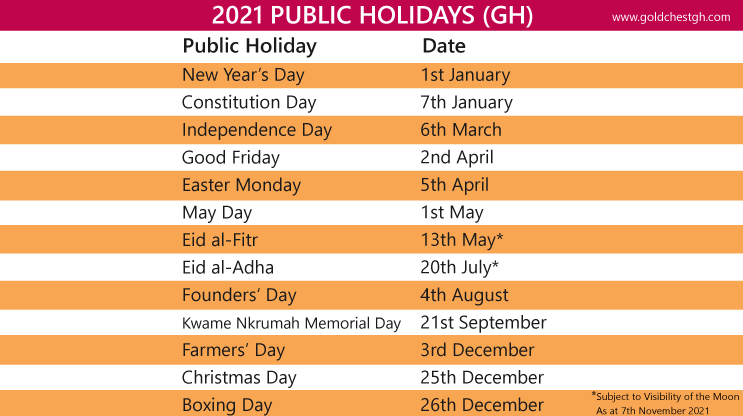 2021 PUBLIC HOLIDAYS (GH) www.goldchestgh.com
Public Holiday Date
New Year's Day 1st January
Constitution Day 7th January
Independence Day 6th March
Good Friday 2nd April
Easter Monday 5th April
May Day 1st May
Eid al-Fitr 13th May*
Eid al-Adha 20th July*
Founders' Day 4th August
Kwame Nkrumah Memorial Day 21st September
Farmers' Day 3rd December
Christmas Day 25th December
Boxing Day 26th December
*Subject to Visibility of the Moon
As at 7th November 2021